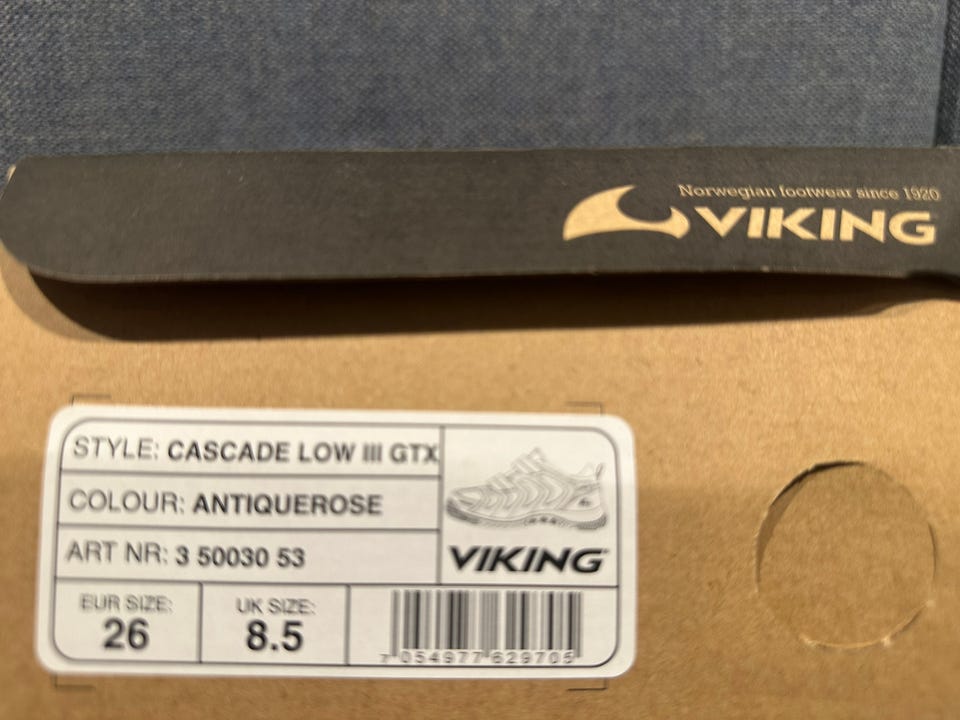 Norwegian footwear since 1920
VIKING
STYLE: CASCADE LOW III GTX
COLOUR: ANTIQUEROSE
ART NR: 3 50030 53
VIKING
EUR SIZE:
26
UK SIZE:
8.5
7 054977 629705